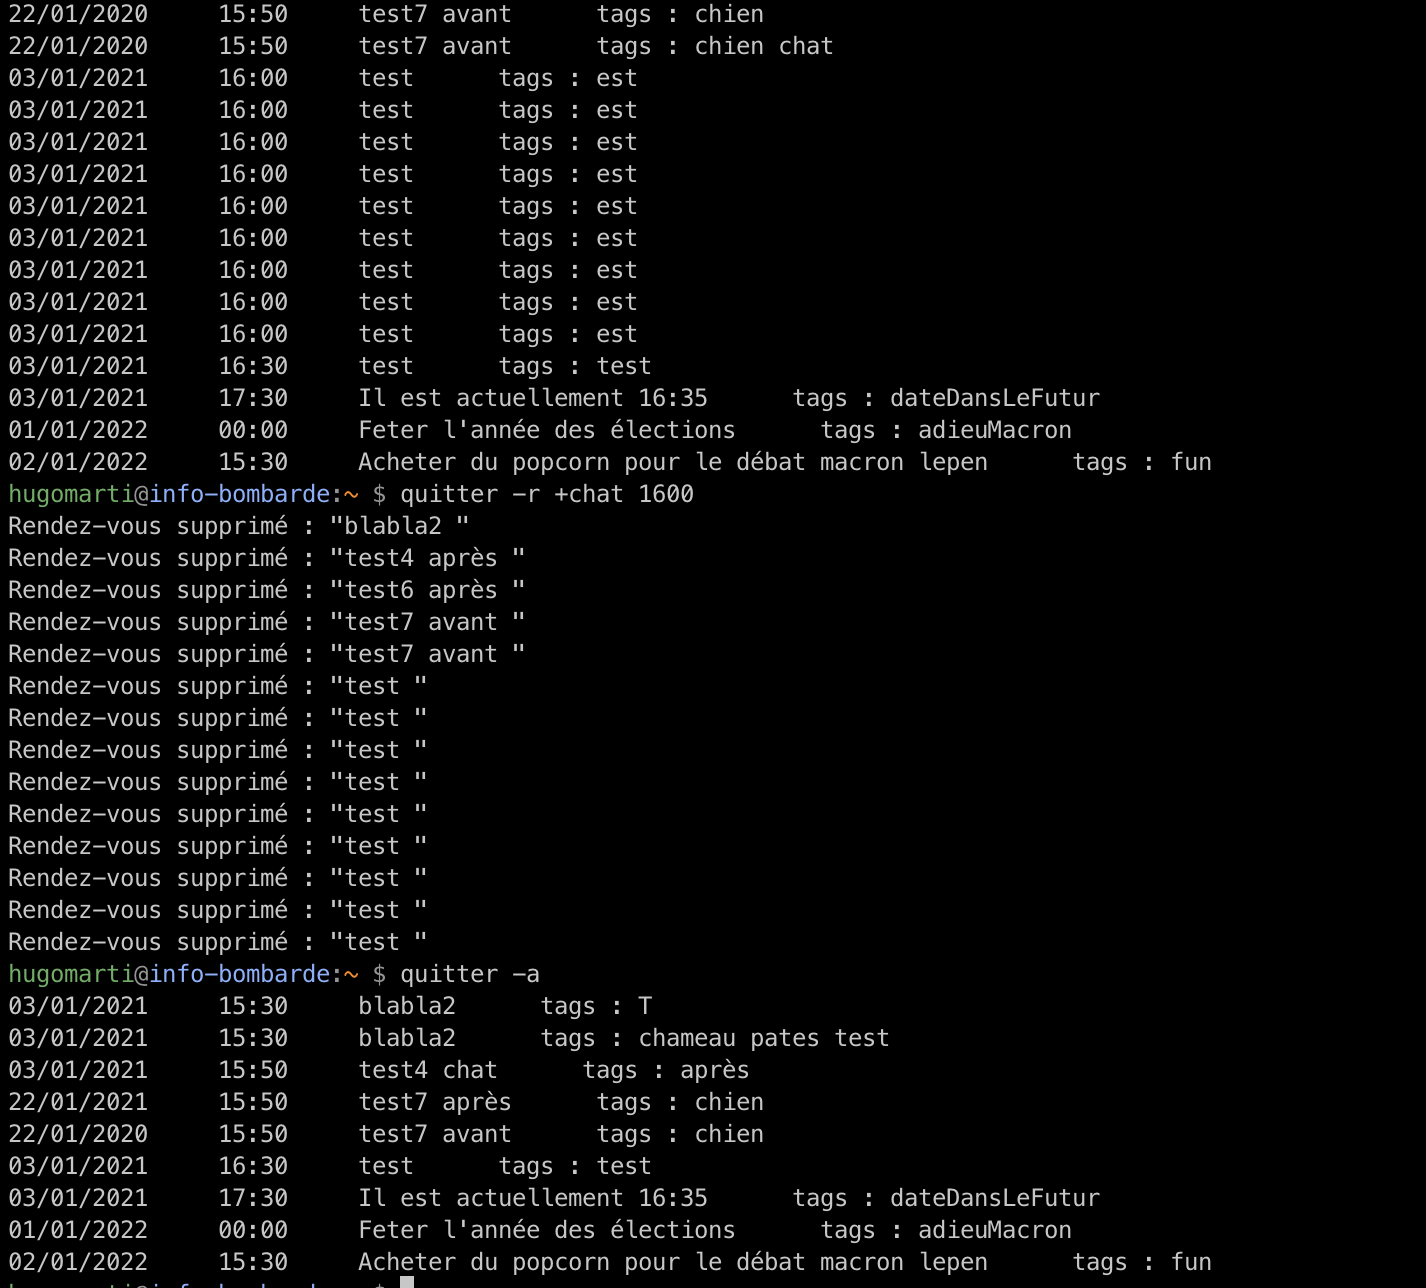 22/01/2020     15:50     test7 avant      tags : chien
22/01/2020     15:50     test7 avant      tags : chien chat
03/01/2021     16:00     test      tags : est
03/01/2021     16:00     test      tags : est
03/01/2021     16:00     test      tags : est
03/01/2021     16:00     test      tags : est
03/01/2021     16:00     test      tags : est
03/01/2021     16:00     test      tags : est
03/01/2021     16:00     test      tags : est
03/01/2021     16:00     test      tags : est
03/01/2021     16:00     test      tags : est
03/01/2021     16:30     test      tags : test
03/01/2021     17:30     Il est actuellement 16:35      tags : dateDansLeFutur
01/01/2022     00:00     Feter l'année des élections      tags : adieuMacron
02/01/2022     15:30     Acheter du popcorn pour le débat macron lepen      tags : fun
hugomarti@info-bombarde:~ $ quitter -r +chat 1600
Rendez-vous supprimé : "blabla2 "
Rendez-vous supprimé : "test4 après "
Rendez-vous supprimé : "test6 après "
Rendez-vous supprimé : "test7 avant "
Rendez-vous supprimé : "test7 avant "
Rendez-vous supprimé : "test "
Rendez-vous supprimé : "test "
Rendez-vous supprimé : "test "
Rendez-vous supprimé : "test "
Rendez-vous supprimé : "test "
Rendez-vous supprimé : "test "
Rendez-vous supprimé : "test "
Rendez-vous supprimé : "test "
Rendez-vous supprimé : "test "
hugomarti@info-bombarde:~ $ quitter -a
03/01/2021     15:30     blabla2      tags : T
03/01/2021     15:30     blabla2      tags : chameau pates test
03/01/2021     15:50     test4 chat      tags : après
22/01/2021     15:50     test7 après      tags : chien
22/01/2020     15:50     test7 avant      tags : chien
03/01/2021     16:30     test      tags : test
03/01/2021     17:30     Il est actuellement 16:35      tags : dateDansLeFutur
01/01/2022     00:00     Feter l'année des élections      tags : adieuMacron
02/01/2022     15:30     Acheter du popcorn pour le débat macron lepen      tags : fun